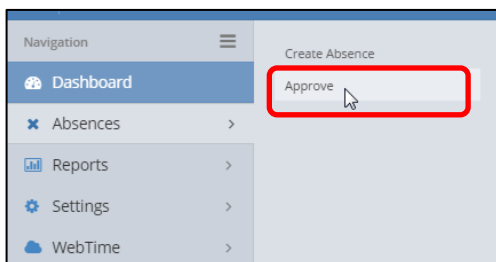 Navigation
Dashboard
Absences
Reports
Settings
WebTime
Create Absence
Approve